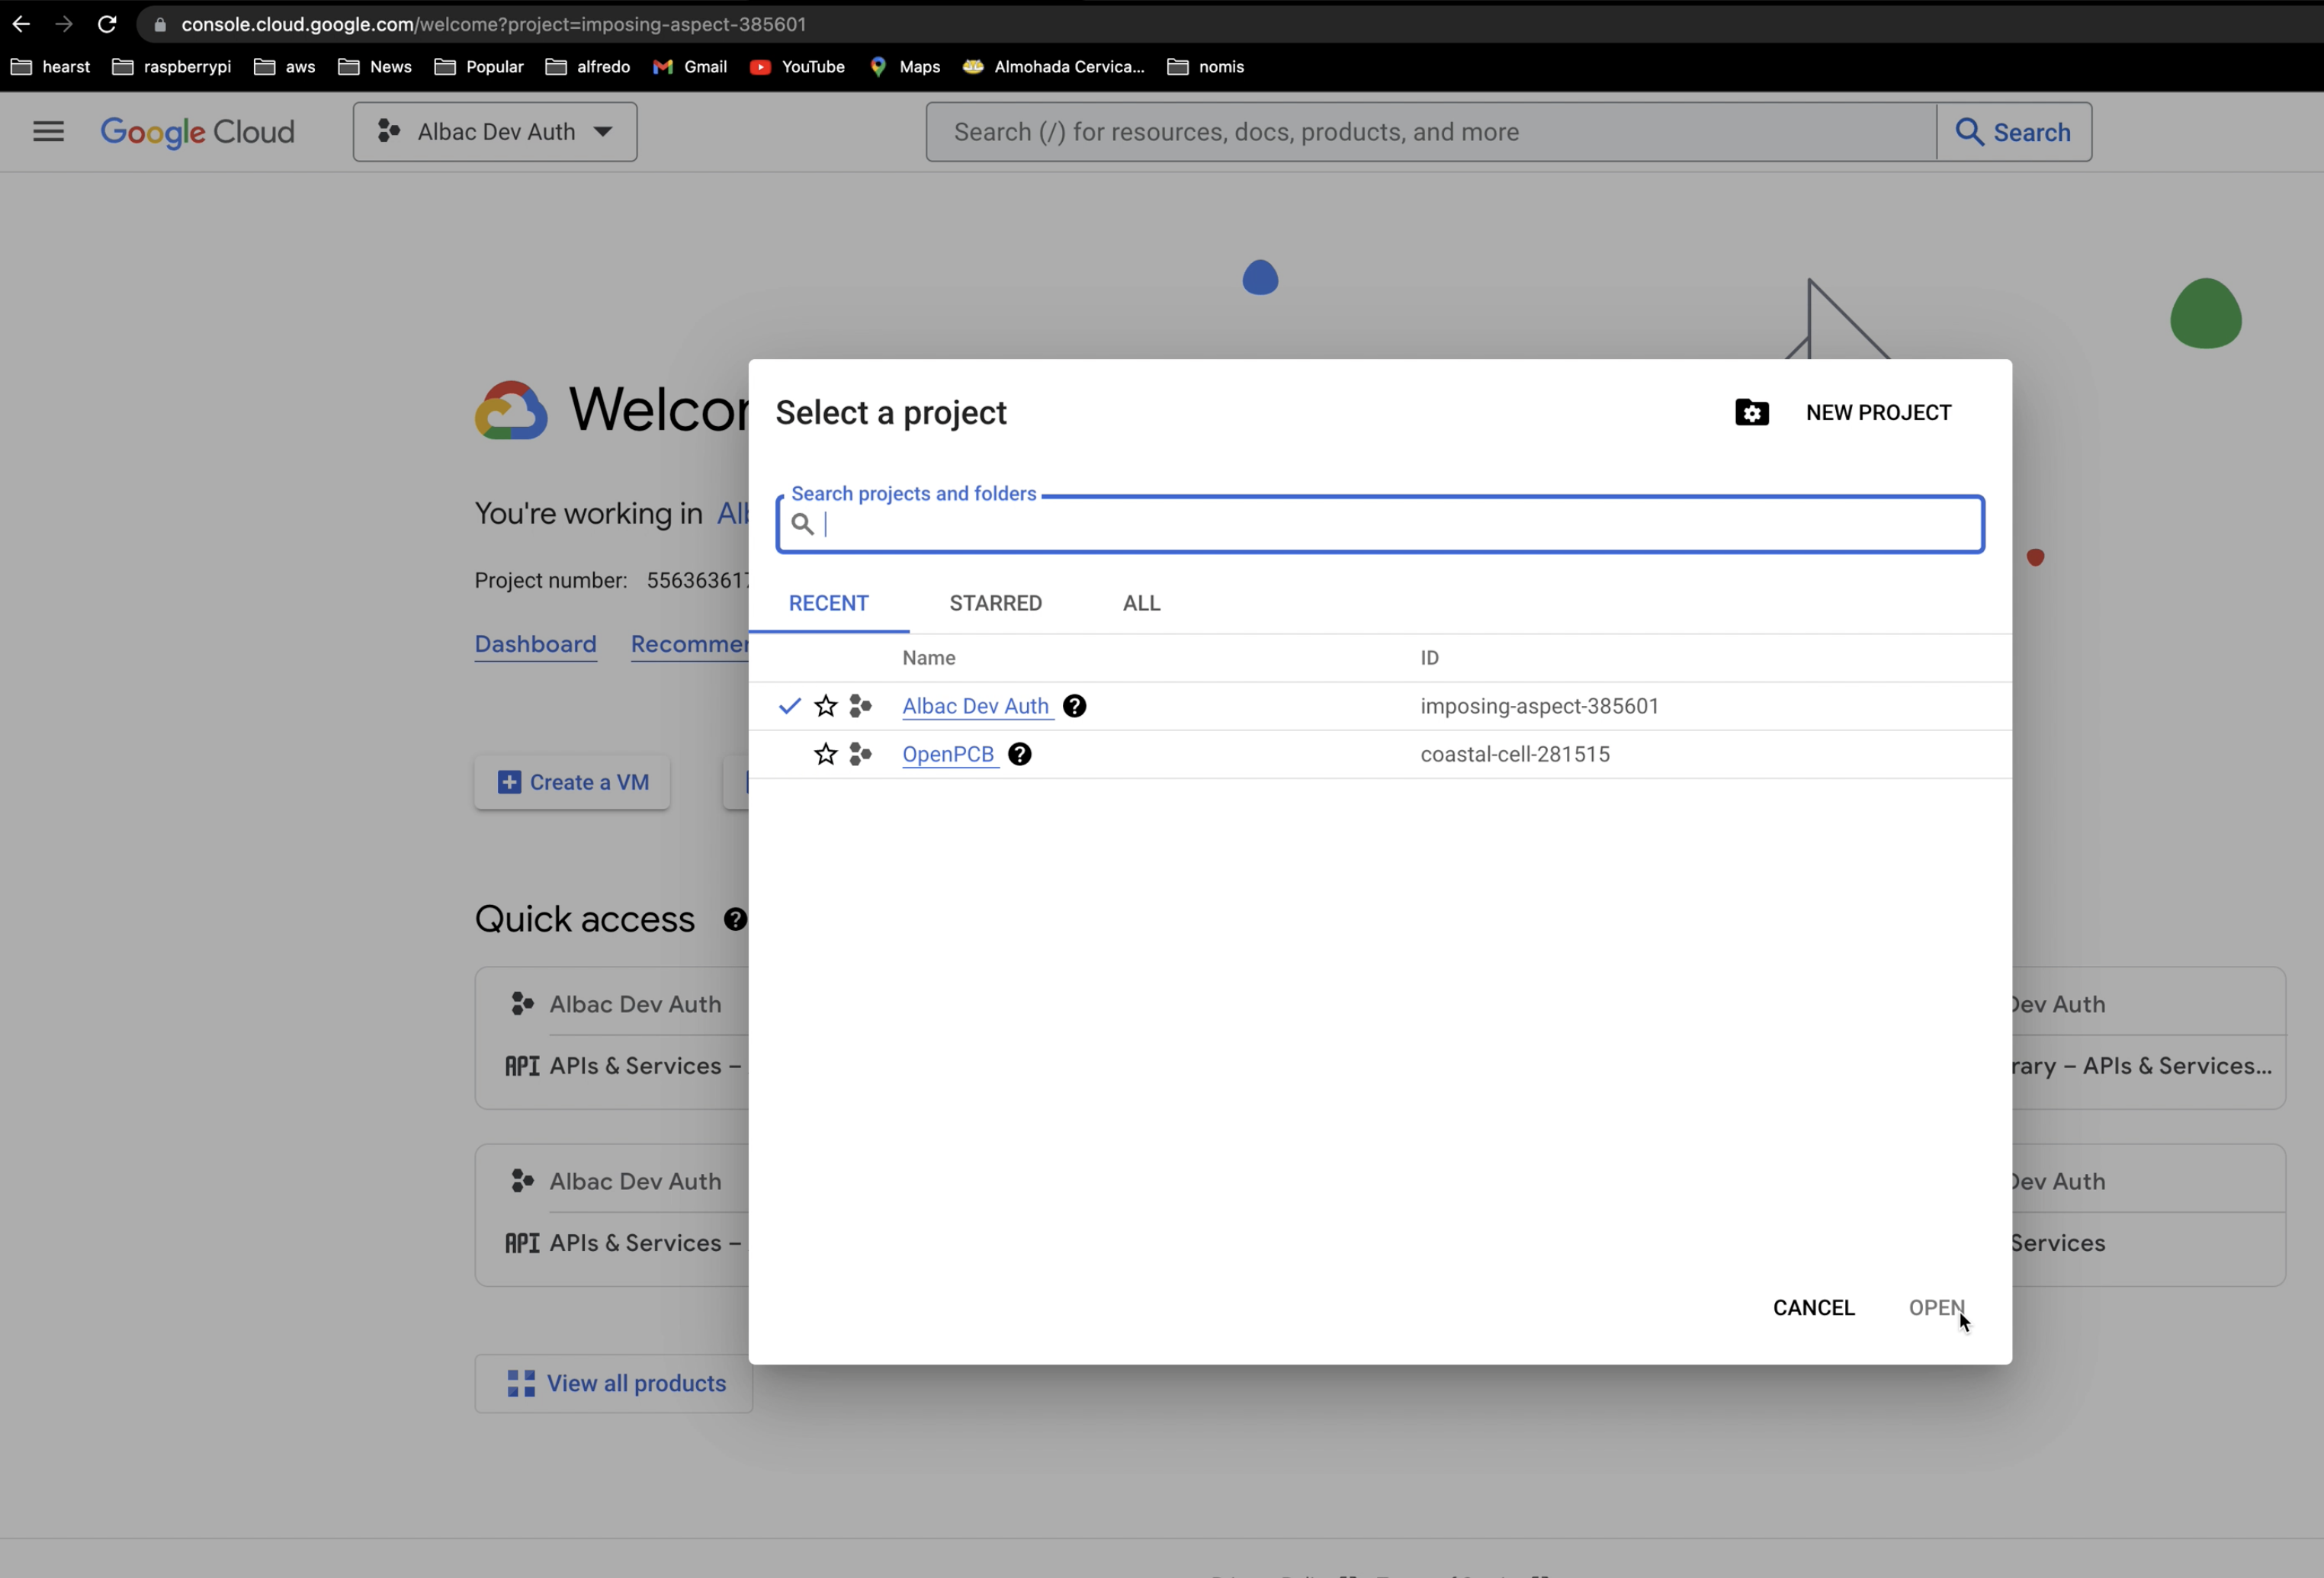 console.cloud.google.com/welcome?project=imposing-aspect-385601
hearst raspberrypi aws News Popular alfredo Gmail YouTube Maps Almohada Cervica... nomis
Google Cloud Albac Dev Auth Search (/) for resources, docs, products, and more Search
Select a project NEW PROJECT
Search projects and folders
You're working in
Project number: 55636361
RECENT STARRED ALL
Dashboard
Name ID
Albac Dev Auth imposing-aspect-385601
OpenPCB coastal-cell-281515
Create a VM
Quick access
Albac Dev Auth Dev Auth
API APIs & Services – rary – APIs & Services...
Albac Dev Auth Dev Auth
API APIs & Services – Services
CANCEL OPEN
View all products